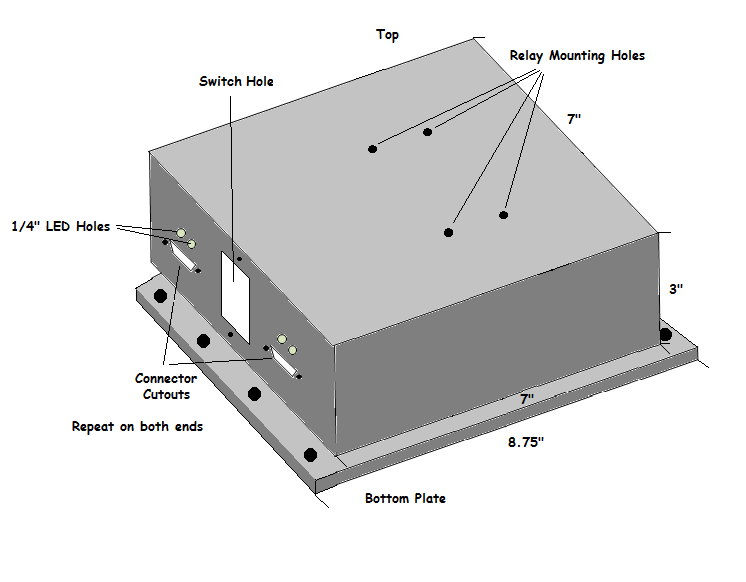 Top
Relay Mounting Holes
Switch Hole
7"
1/4" LED Holes
3"
Connector
Cutouts
7"
Repeat on both ends
8.75"
Bottom Plate